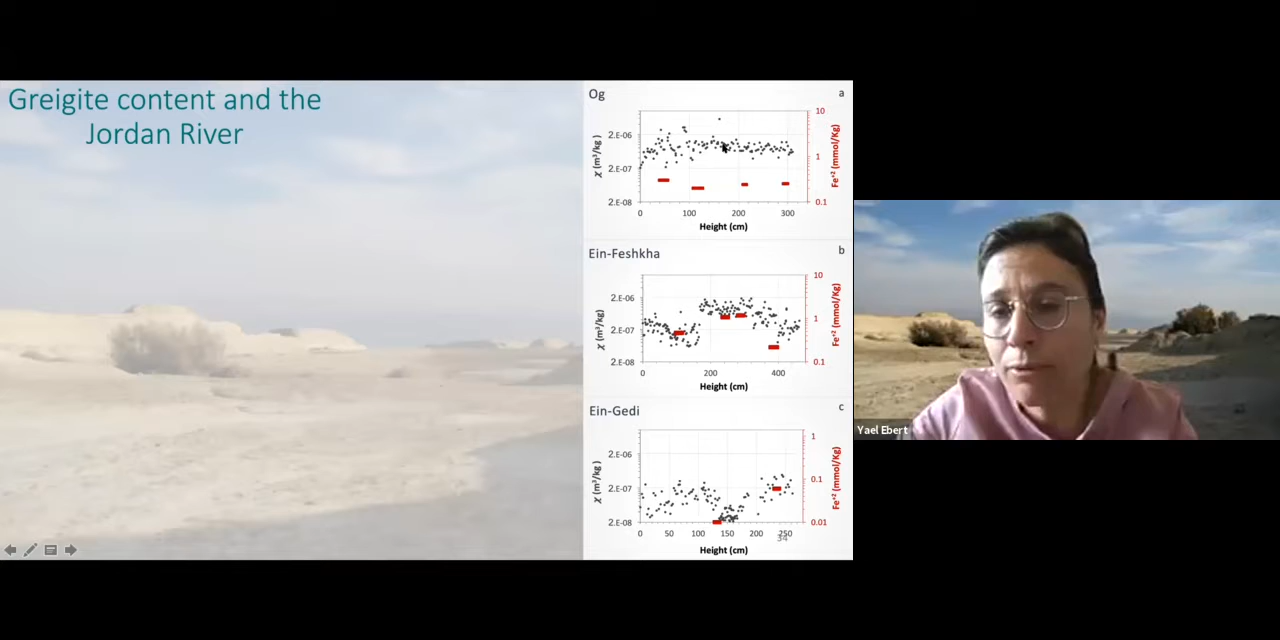 Greigite content and the
Jordan River
Og
a
2.E-06
2.E-07
2.E-08
χ (m³/kg)
10
1
0.1
Fe⁺² (mmol/Kg)
0
100
200
300
Height (cm)
Ein-Feshkha
b
2.E-06
2.E-07
2.E-08
χ (m³/kg)
10
1
0.1
Fe⁺² (mmol/Kg)
0
200
400
Height (cm)
Ein-Gedi
c
2.E-06
2.E-07
2.E-08
χ (m³/kg)
1
0.1
0.01
Fe⁺² (mmol/Kg)
0
50
100
150
200
250
34
Height (cm)
Yael Ebert